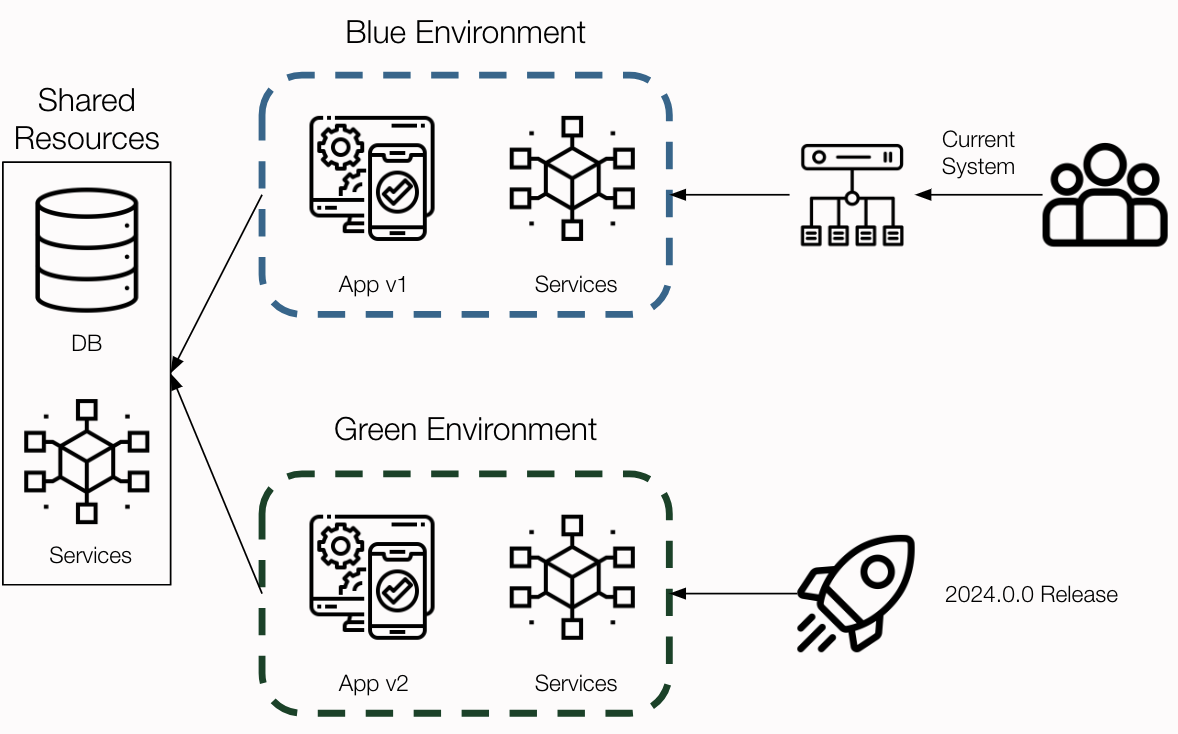 Blue Environment
Shared
Resources
Current
System
App v1
Services
DB
Green Environment
Services
2024.0.0 Release
App v2
Services